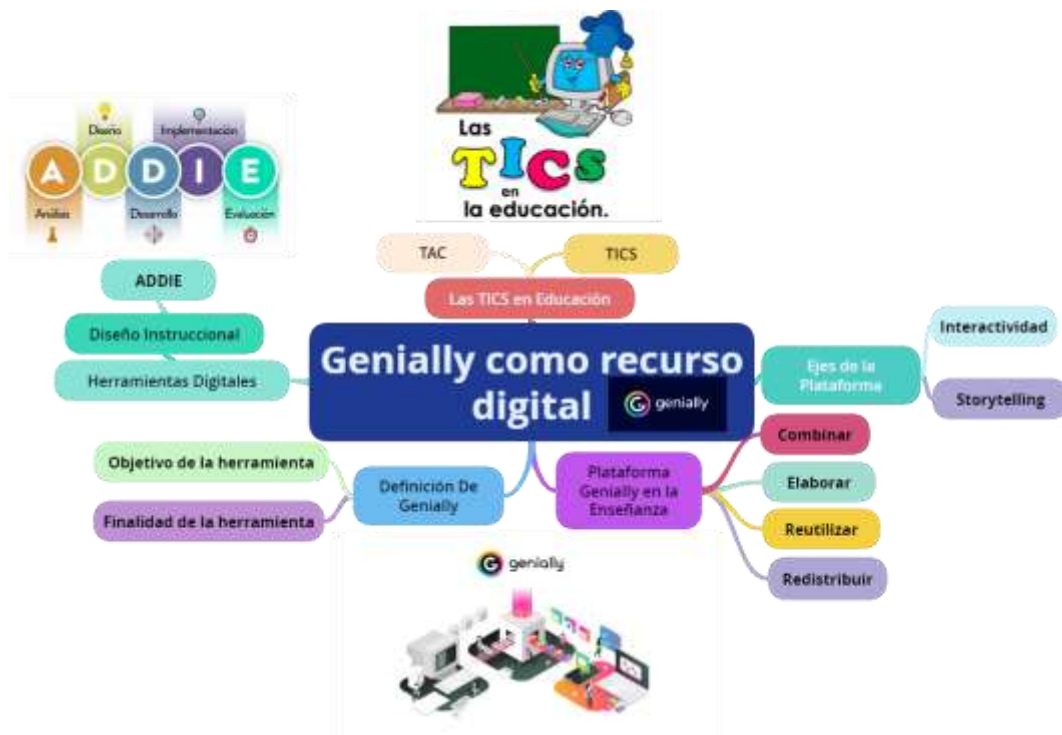 Las
TICS
en
la educación.
Diseño
Implementación
A D D I E
Análisis
Desarrollo
Evaluación
TAC
TICS
Las TICS en Educación
ADDIE
Diseño Instruccional
Herramientas Digitales
Genially como recurso
digital
G genially
Ejes de la
Plataforma
Interactividad
Storytelling
Objetivo de la herramienta
Finalidad de la herramienta
Definición De
Genially
Plataforma
Genially en la
Enseñanza
Combinar
Elaborar
Reutilizar
Redistribuir
G genially